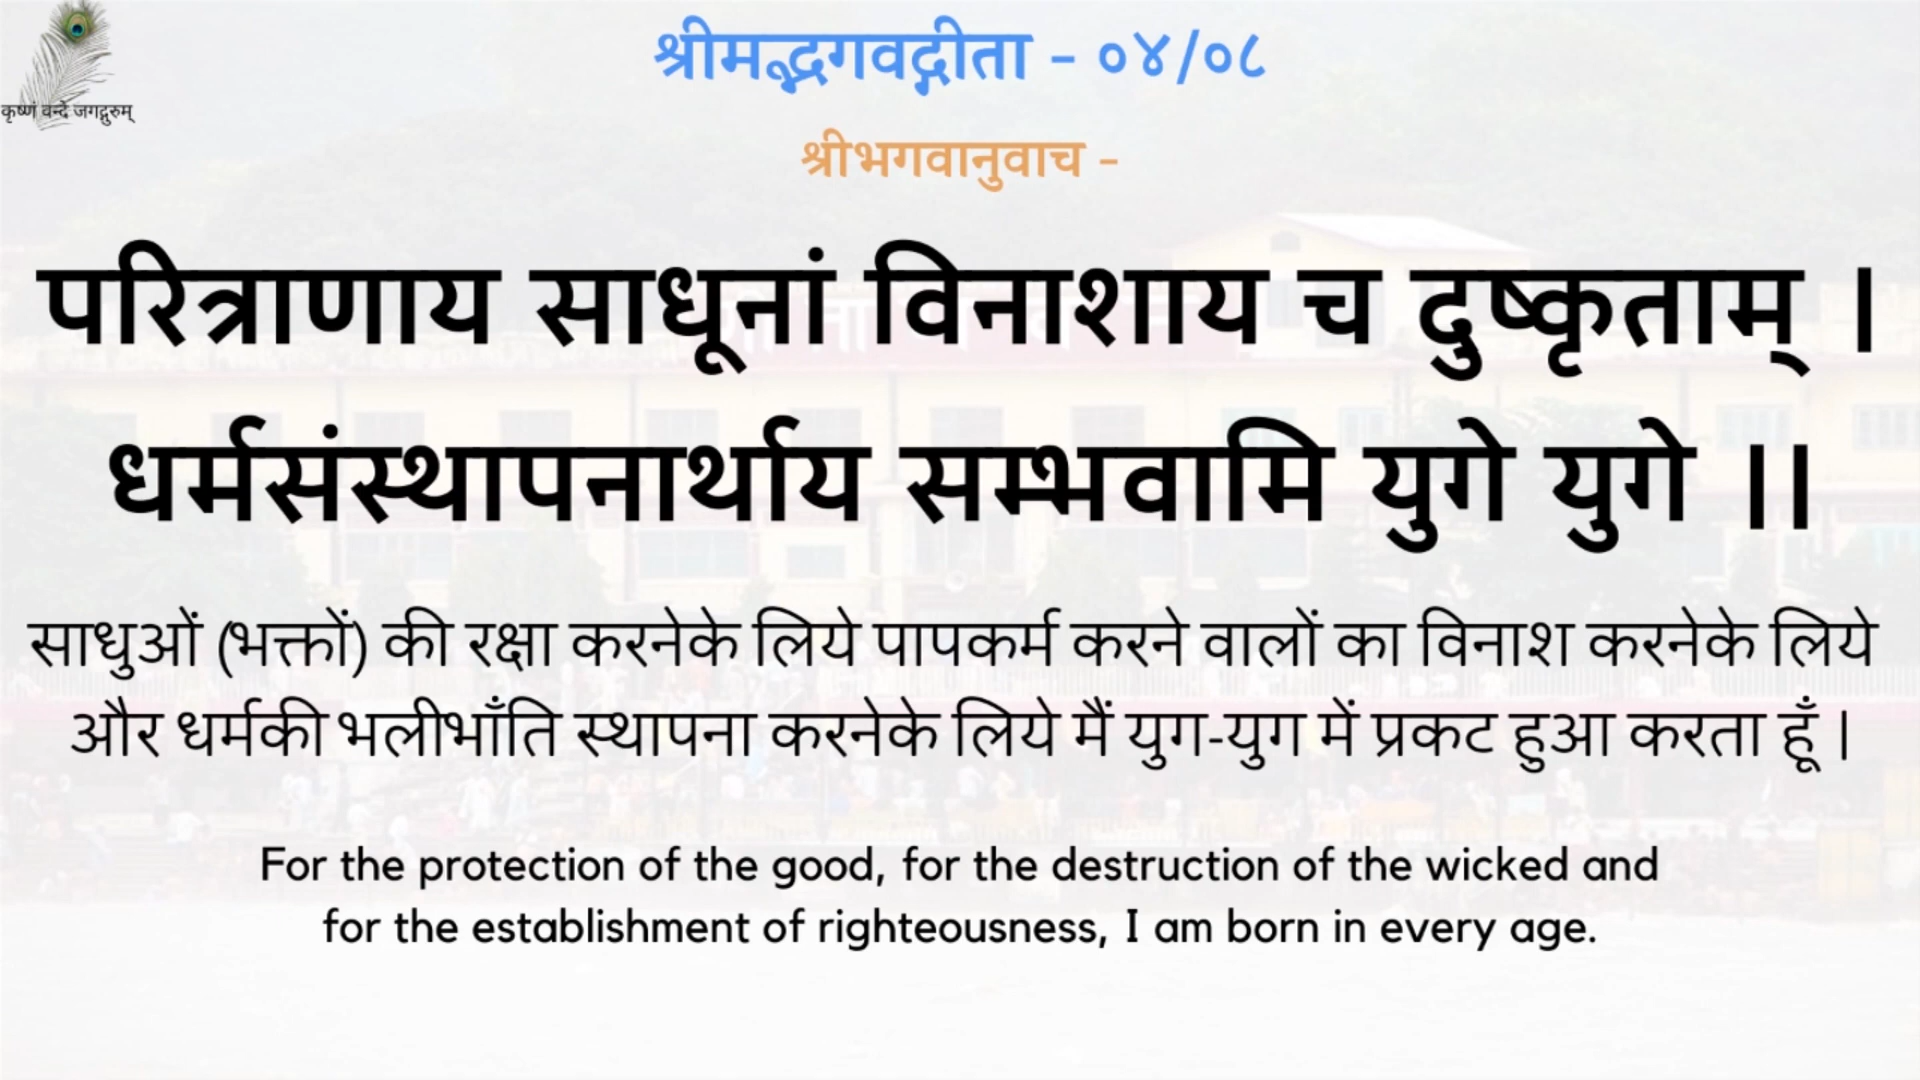 कृष्णं वन्दे जगद्गुरुम्
श्रीमद्भगवद्गीता - ०४/०८
श्रीभगवानुवाच -
परित्राणाय साधूनां विनाशाय च दुष्कृताम् ।
धर्मसंस्थापनार्थाय सम्भवामि युगे युगे ।।
साधुओं (भक्तों) की रक्षा करनेके लिये पापकर्म करने वालों का विनाश करनेके लिये
और धर्मकी भलीभाँति स्थापना करनेके लिये मैं युग-युग में प्रकट हुआ करता हूँ |
For the protection of the good, for the destruction of the wicked and
for the establishment of righteousness, I am born in every age.